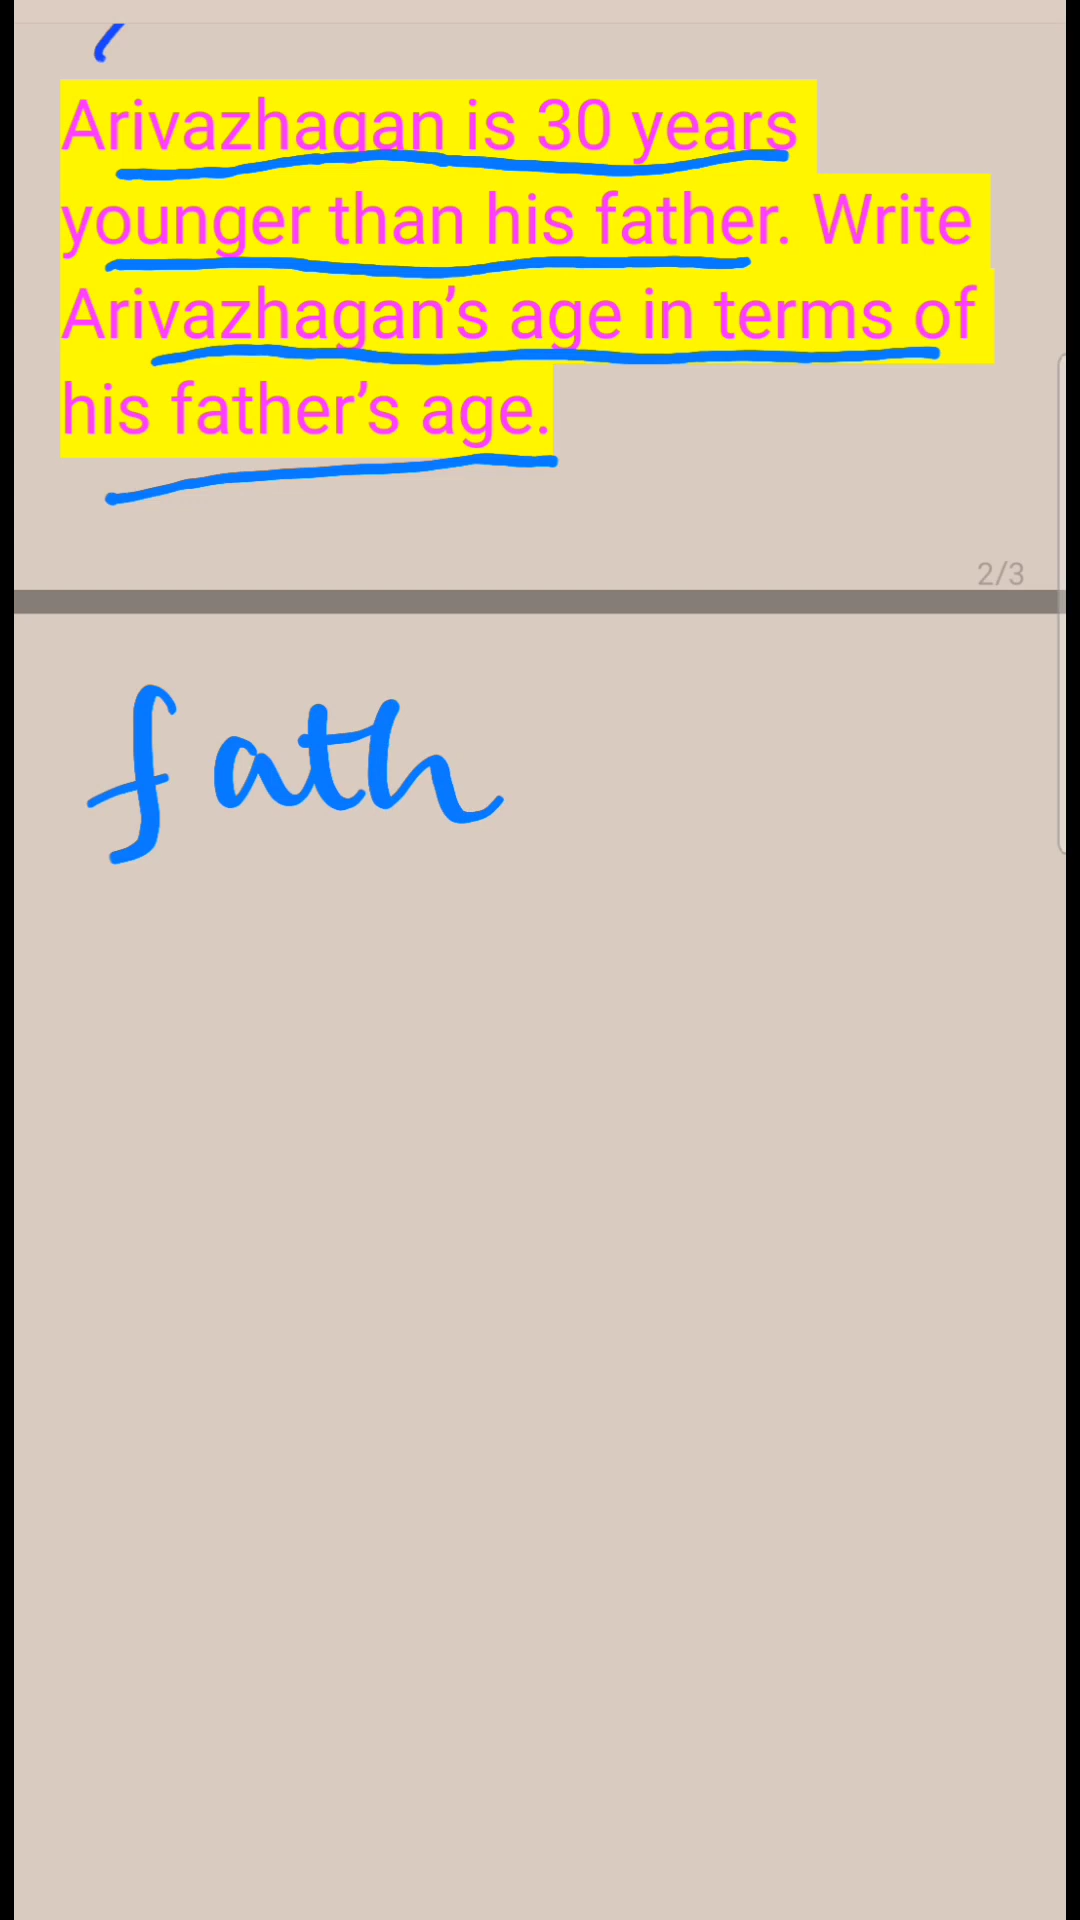 Arivazhagan is 30 years
younger than his father. Write
Arivazhagan’s age in terms of
his father’s age.
2/3
fath